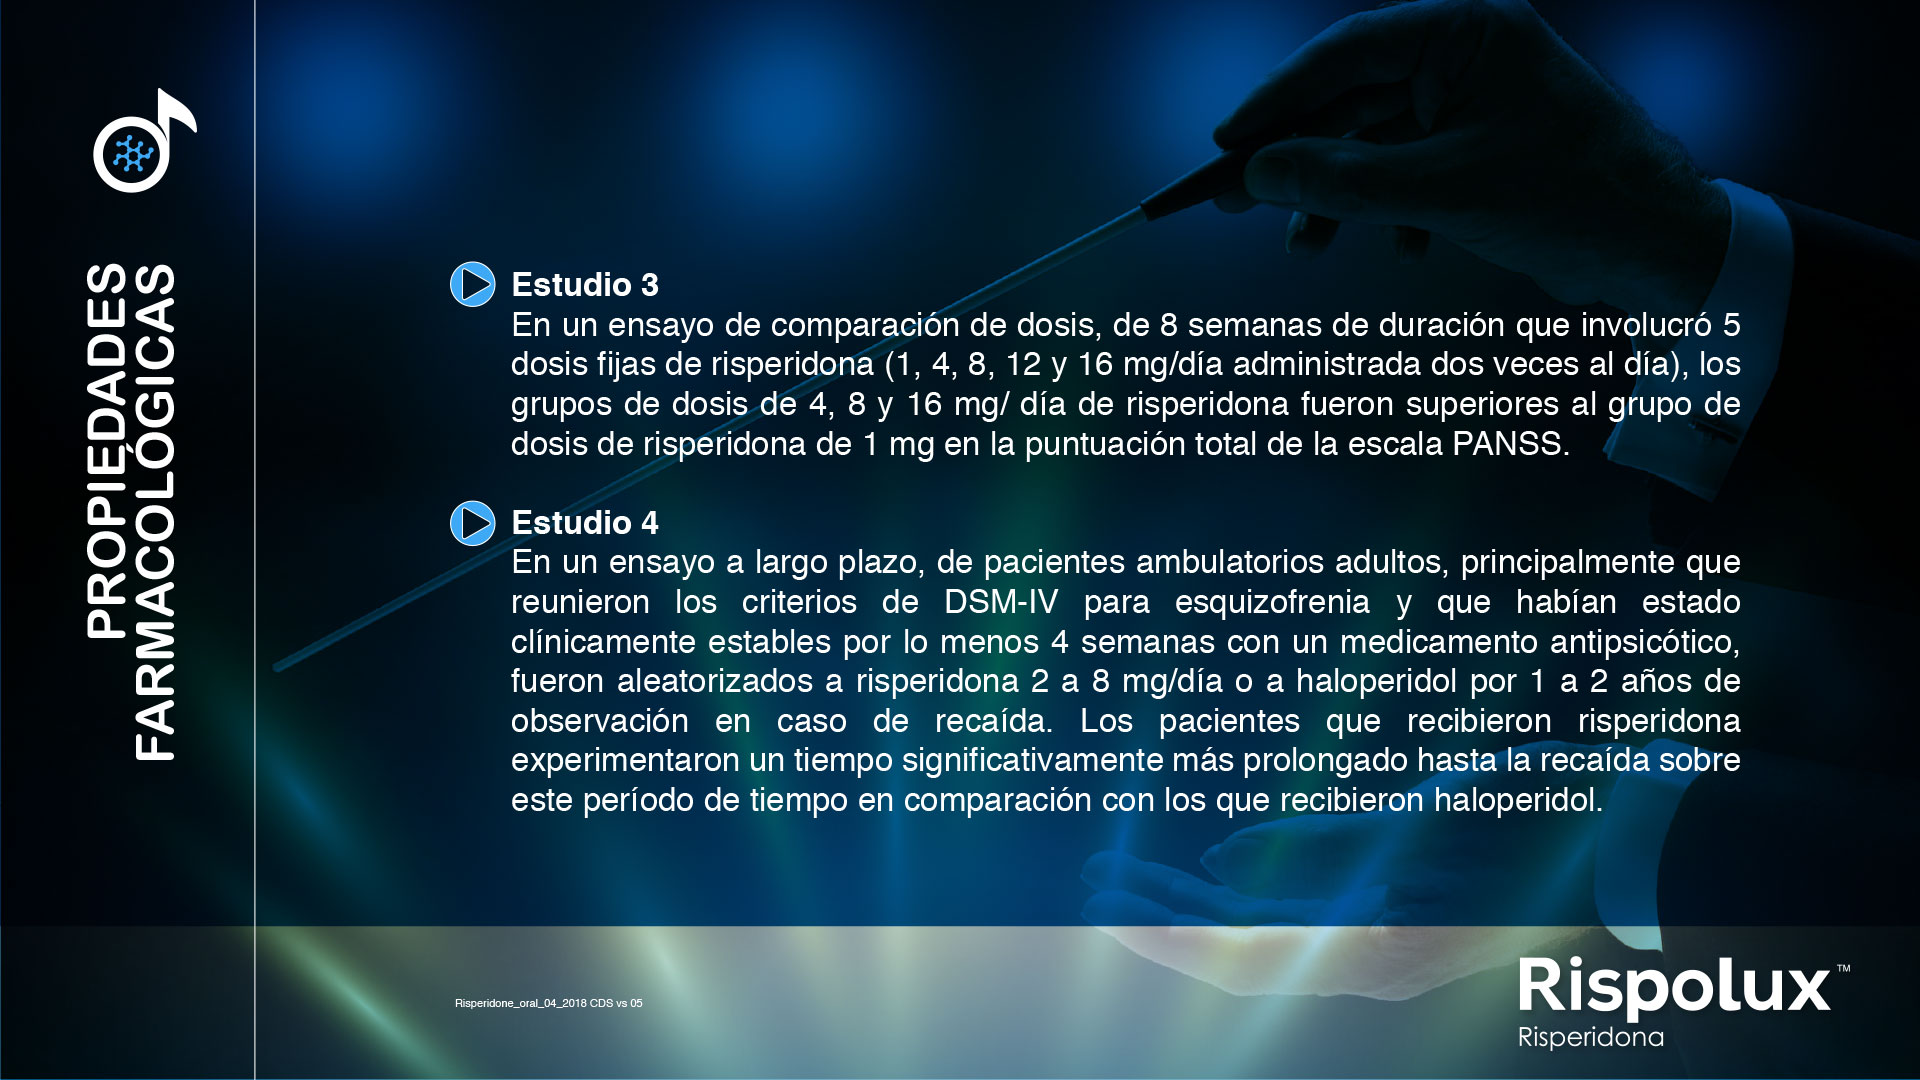 PROPIEDADES
FARMACOLÓGICAS
Estudio 3
En un ensayo de comparación de dosis, de 8 semanas de duración que involucró 5
dosis fijas de risperidona (1, 4, 8, 12 y 16 mg/día administrada dos veces al día), los
grupos de dosis de 4, 8 y 16 mg/ día de risperidona fueron superiores al grupo de
dosis de risperidona de 1 mg en la puntuación total de la escala PANSS.
Estudio 4
En un ensayo a largo plazo, de pacientes ambulatorios adultos, principalmente que
reunieron los criterios de DSM-IV para esquizofrenia y que habían estado
clínicamente estables por lo menos 4 semanas con un medicamento antipsicótico,
fueron aleatorizados a risperidona 2 a 8 mg/día o a haloperidol por 1 a 2 años de
observación en caso de recaída. Los pacientes que recibieron risperidona
experimentaron un tiempo significativamente más prolongado hasta la recaída sobre
este período de tiempo en comparación con los que recibieron haloperidol.
Risperidone_oral_04_2018 CDS vs 05
Rispolux™
Risperidona